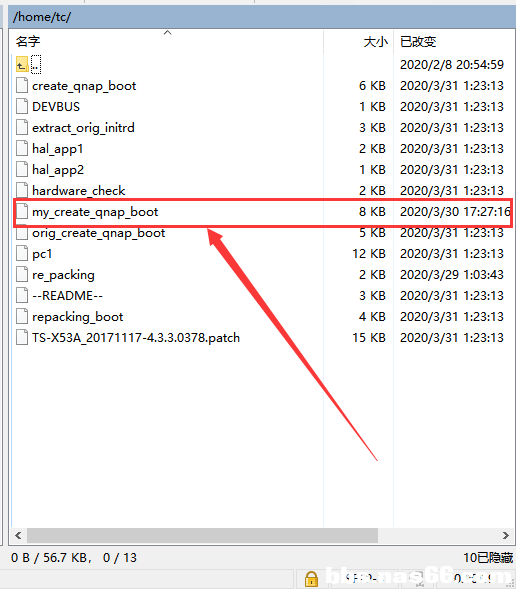 /home/tc/
名字 大小 已改变
.. 2020/2/8 20:54:59
create_qnap_boot 6 KB 2020/3/31 1:23:13
DEVBUS 1 KB 2020/3/31 1:23:13
extract_orig_initrd 3 KB 2020/3/31 1:23:13
hal_app1 2 KB 2020/3/31 1:23:13
hal_app2 1 KB 2020/3/31 1:23:13
hardware_check 2 KB 2020/3/31 1:23:13
my_create_qnap_boot 8 KB 2020/3/30 17:27:16
orig_create_qnap_boot 5 KB 2020/3/31 1:23:13
pc1 12 KB 2020/3/31 1:23:13
re_packing 2 KB 2020/3/29 1:03:43
--README-- 3 KB 2020/3/31 1:23:13
repacking_boot 4 KB 2020/3/31 1:23:13
TS-X53A_20171117-4.3.3.0378.patch 15 KB 2020/3/31 1:23:13
0 B / 56.7 KB， 0 / 13 10已隐藏